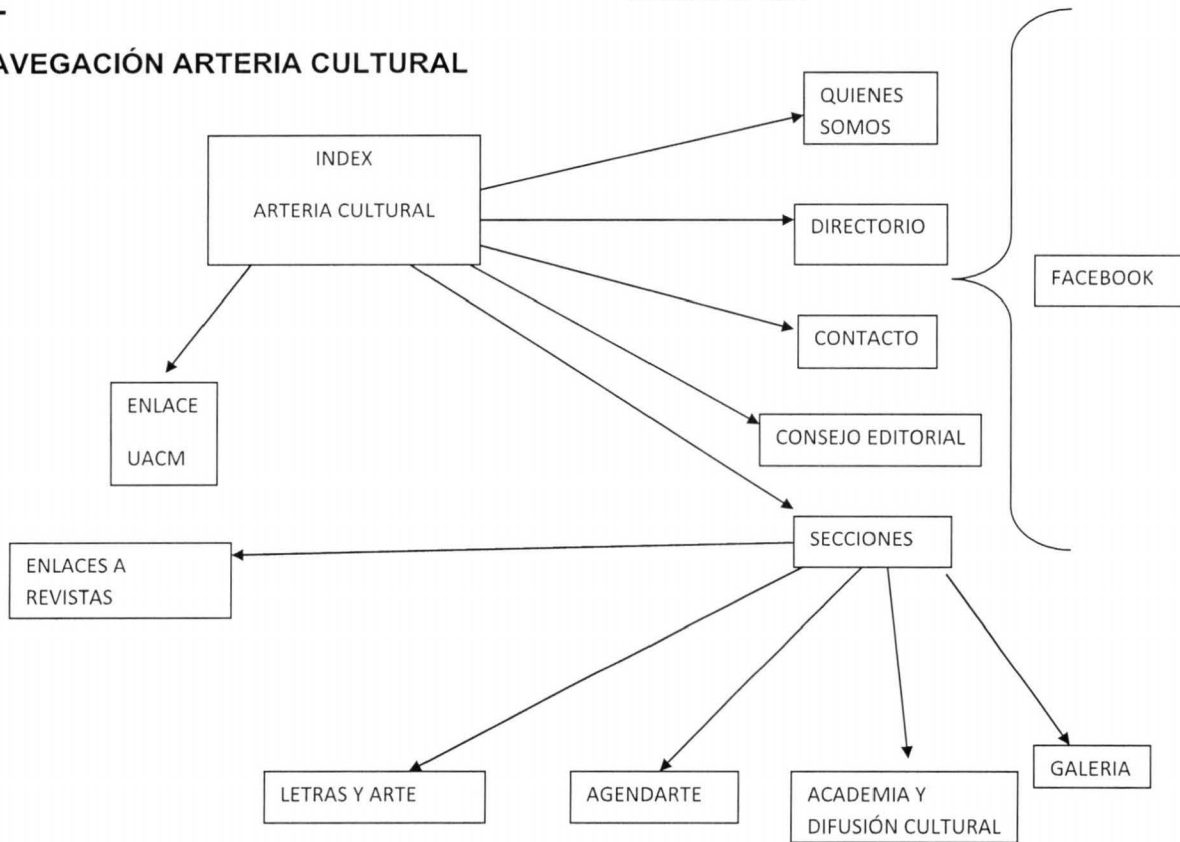 AVEGACIÓN ARTERIA CULTURAL
INDEX
ARTERIA CULTURAL
QUIENES
SOMOS
DIRECTORIO
FACEBOOK
CONTACTO
ENLACE
UACM
CONSEJO EDITORIAL
SECCIONES
ENLACES A
REVISTAS
GALERIA
LETRAS Y ARTE
AGENDARTE
ACADEMIA Y
DIFUSIÓN CULTURAL